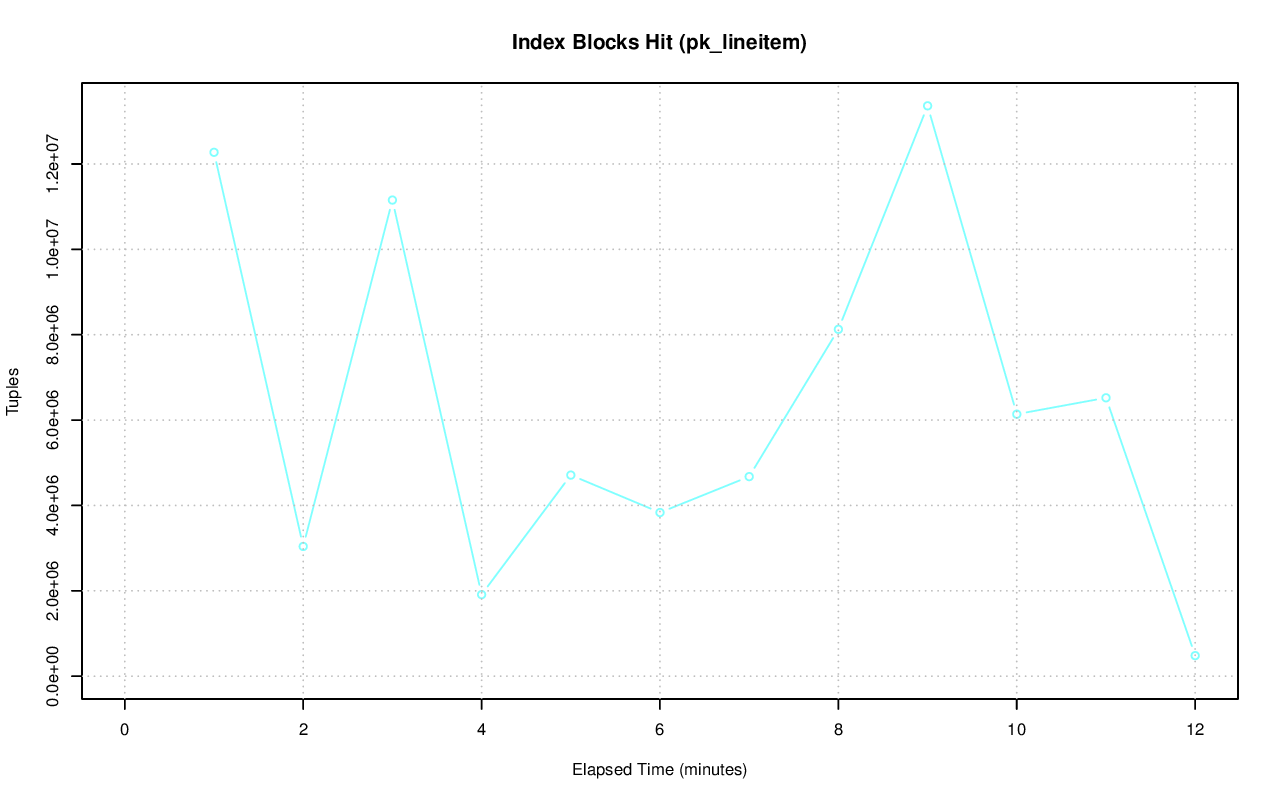 Index Blocks Hit (pk_lineitem)
Tuples
1.2e+07
1.0e+07
8.0e+06
6.0e+06
4.0e+06
2.0e+06
0.0e+00
0 2 4 6 8 10 12
Elapsed Time (minutes)